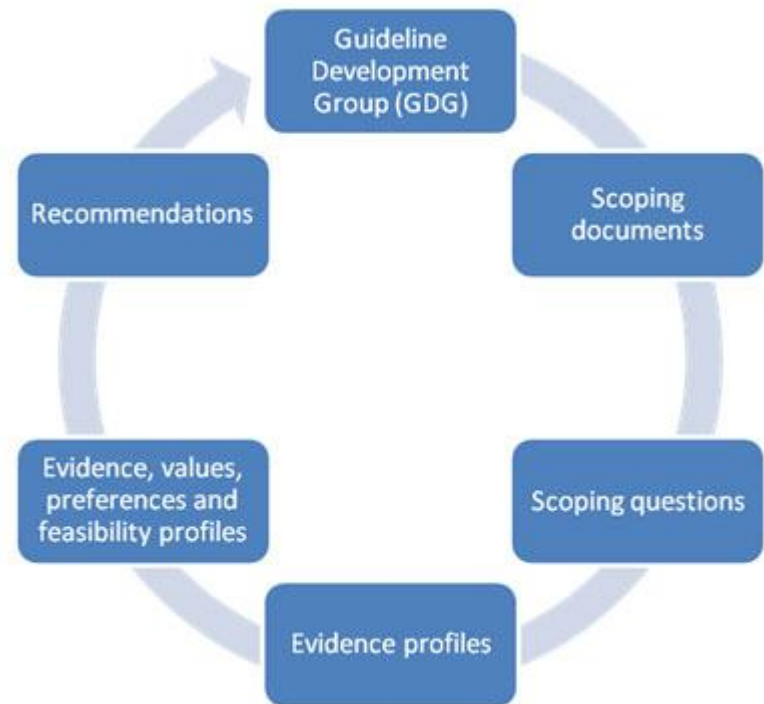 Guideline
Development
Group (GDG)
Scoping
documents
Scoping questions
Evidence profiles
Evidence, values,
preferences and
feasibility profiles
Recommendations